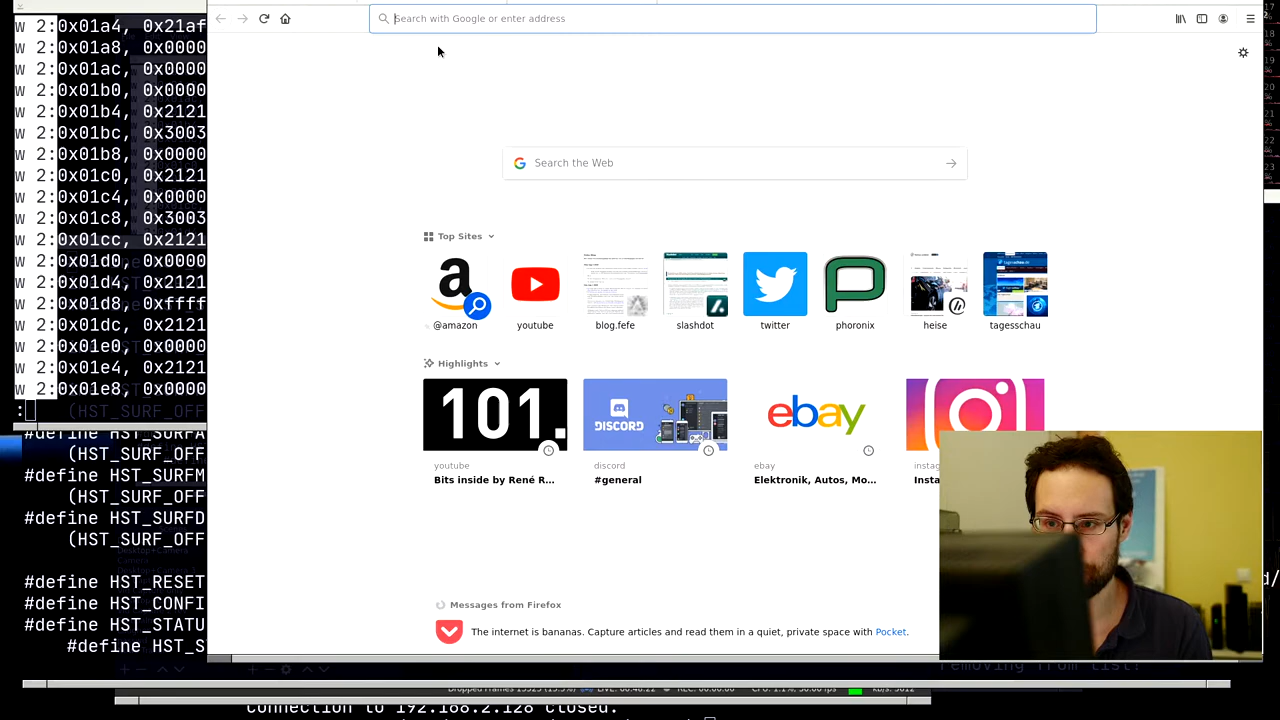 w 2:0x01a4, 0x21af
w 2:0x01a8, 0x0000
w 2:0x01ac, 0x0000
w 2:0x01b0, 0x0000
w 2:0x01b4, 0x2121
w 2:0x01bc, 0x3003
w 2:0x01b8, 0x0000
w 2:0x01c0, 0x2121
w 2:0x01c4, 0x0000
w 2:0x01c8, 0x3003
w 2:0x01cc, 0x2121
w 2:0x01d0, 0x0000
w 2:0x01d4, 0x2121
w 2:0x01d8, 0xffff
w 2:0x01dc, 0x2121
w 2:0x01e0, 0x0000
w 2:0x01e4, 0x2121
w 2:0x01e8, 0x0000
:
(HST_SURF_OFF
#define HST_SURFA
(HST_SURF_OFF
#define HST_SURFM
(HST_SURF_OFF
#define HST_SURFD
(HST_SURF_OFF
#define HST_RESET
#define HST_CONFI
#define HST_STATU
#define HST_S
Search with Google or enter address
Search the Web
Top Sites
@amazon
youtube
blog.fefe
slashdot
twitter
phoronix
heise
tagesschau
Highlights
101.
DISCORD
ebay
youtube
discord
ebay
instag
Bits inside by René R...
#general
Elektronik, Autos, Mo...
Insta
Messages from Firefox
The internet is bananas. Capture articles and read them in a quiet, private space with Pocket.
removing from list!
connection to 192.168.2.128 closed.